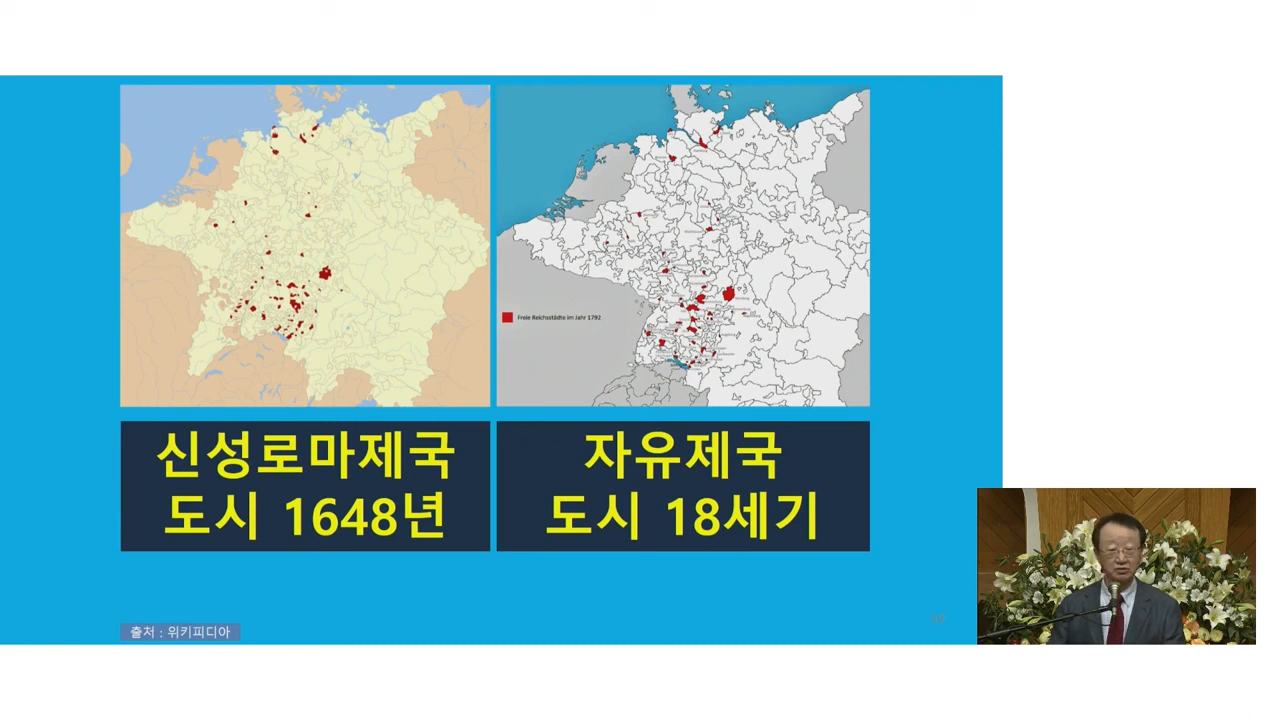 Freie Reichsstädte im Jahr 1792
신성로마제국
도시 1648년
자유제국
도시 18세기
출처 : 위키피디아